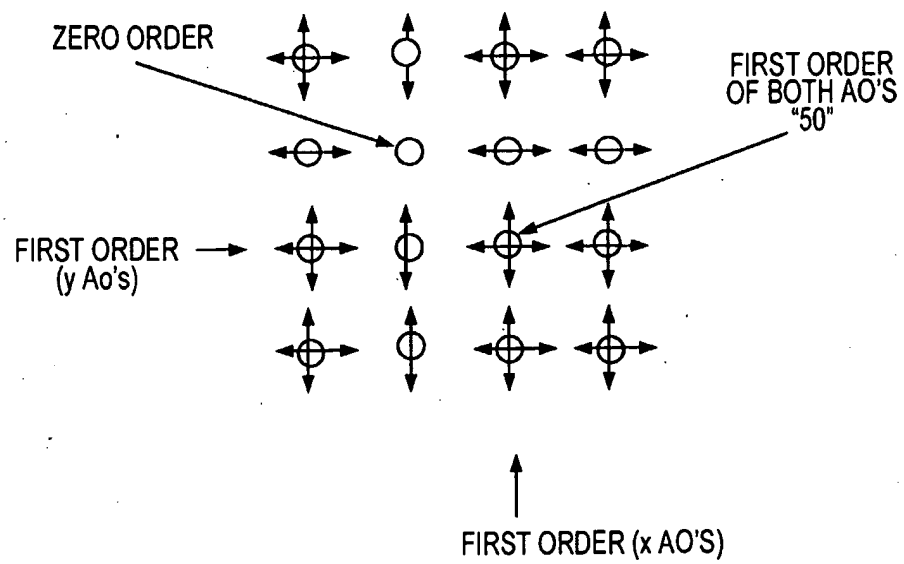 ZERO ORDER
FIRST ORDER
OF BOTH AO'S
"50"
FIRST ORDER
(y Ao's)
FIRST ORDER (x AO'S)